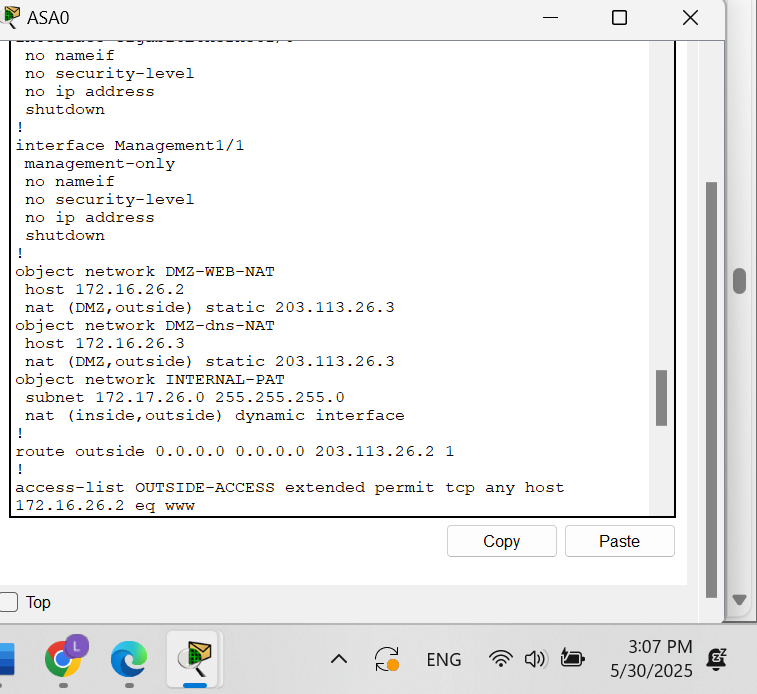 ASA0
no nameif
no security-level
no ip address
shutdown
!
interface Management1/1
management-only
no nameif
no security-level
no ip address
shutdown
!
object network DMZ-WEB-NAT
host 172.16.26.2
nat (DMZ,outside) static 203.113.26.3
object network DMZ-dns-NAT
host 172.16.26.3
nat (DMZ,outside) static 203.113.26.3
object network INTERNAL-PAT
subnet 172.17.26.0 255.255.255.0
nat (inside,outside) dynamic interface
!
route outside 0.0.0.0 0.0.0.0 203.113.26.2 1
!
access-list OUTSIDE-ACCESS extended permit tcp any host
172.16.26.2 eq www
Copy Paste
Top
L
ENG
3:07 PM
5/30/2025